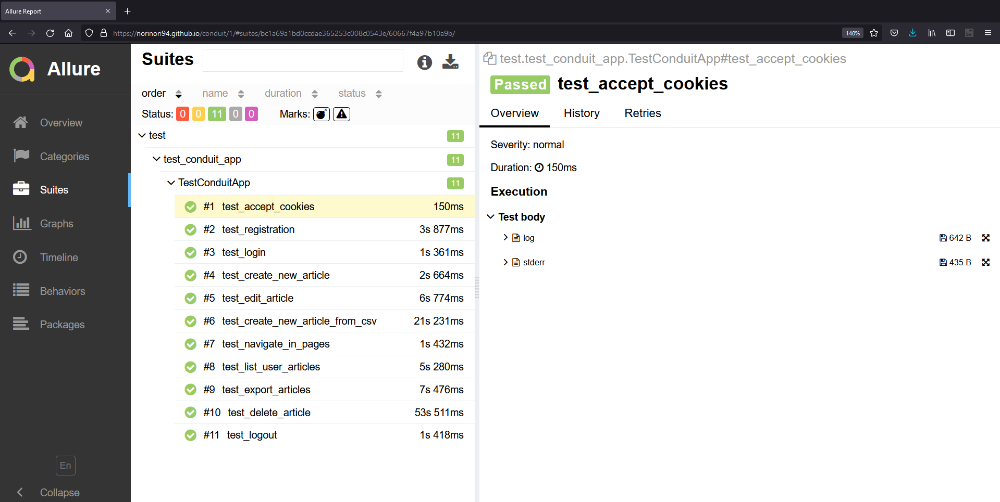 Allure Report
https://norinori94.github.io/conduit/1/#suites/bc1a69a1bd0ccdae365253c008c0543e/60667f4a97b10a9b/
140%
Allure
Overview
Categories
Suites
Graphs
Timeline
Behaviors
Packages
En
Collapse
Suites
order name duration status
Status: 0 0 11 0 0 Marks:
test 11
test_conduit_app 11
TestConduitApp 11
#1 test_accept_cookies 150ms
#2 test_registration 3s 877ms
#3 test_login 1s 361ms
#4 test_create_new_article 2s 664ms
#5 test_edit_article 6s 774ms
#6 test_create_new_article_from_csv 21s 231ms
#7 test_navigate_in_pages 1s 432ms
#8 test_list_user_articles 5s 280ms
#9 test_export_articles 7s 476ms
#10 test_delete_article 53s 511ms
#11 test_logout 1s 418ms
test.test_conduit_app.TestConduitApp#test_accept_cookies
Passed test_accept_cookies
Overview History Retries
Severity: normal
Duration: 150ms
Execution
Test body
log 642 B
stderr 435 B